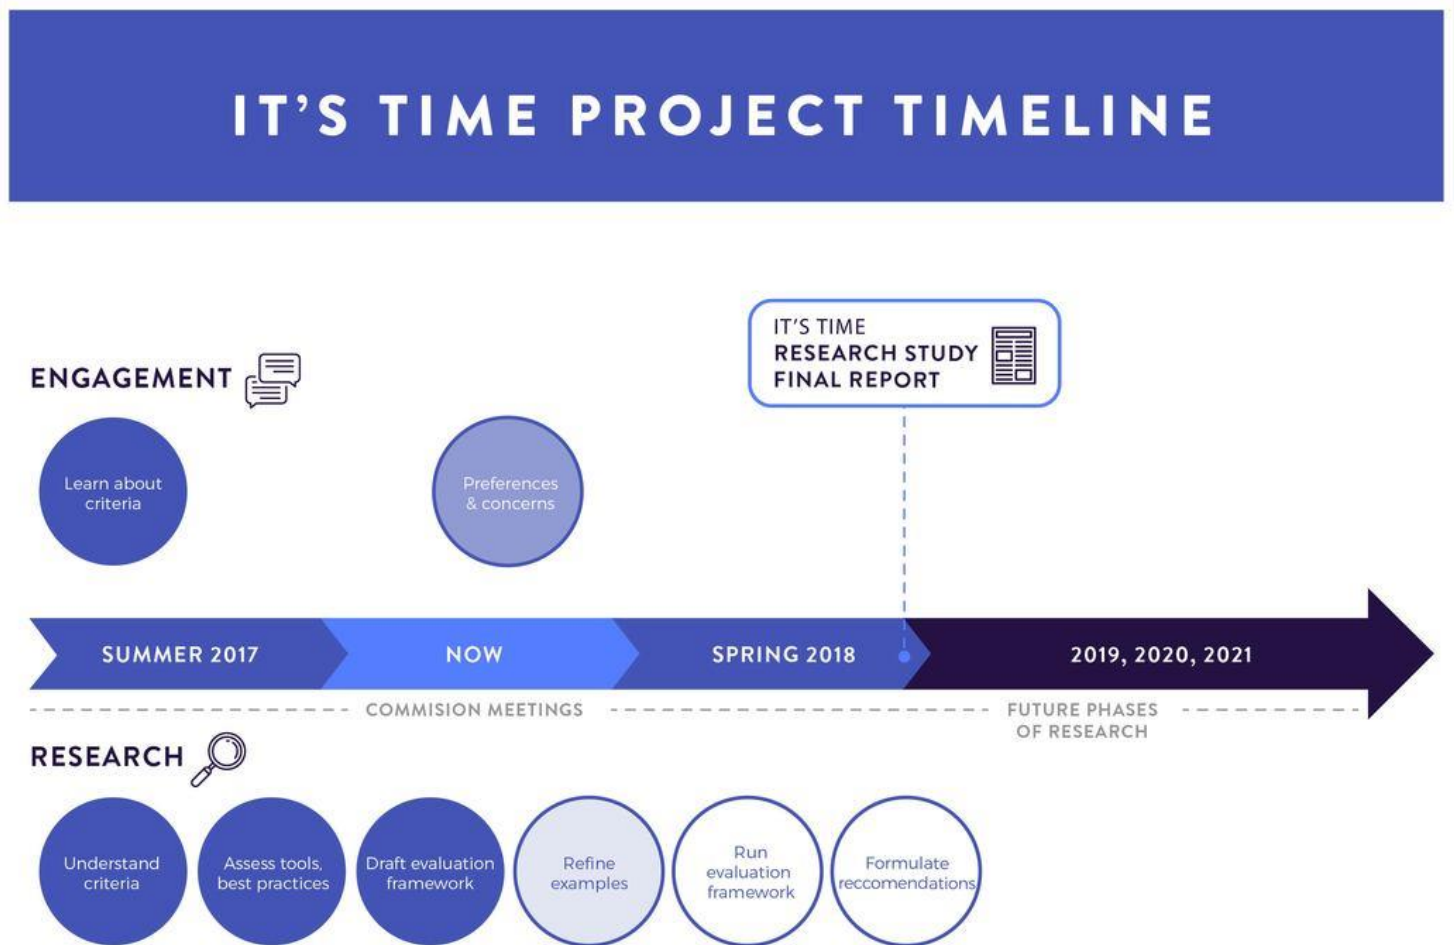 IT'S TIME PROJECT TIMELINE
IT'S TIME
RESEARCH STUDY
FINAL REPORT
ENGAGEMENT
Learn about
criteria
Preferences
& concerns
SUMMER 2017
NOW
SPRING 2018
2019, 2020, 2021
COMMISION MEETINGS
FUTURE PHASES
OF RESEARCH
RESEARCH
Understand
criteria
Assess tools,
best practices
Draft evaluation
framework
Refine
examples
Run
evaluation
framework
Formulate
reccomendations